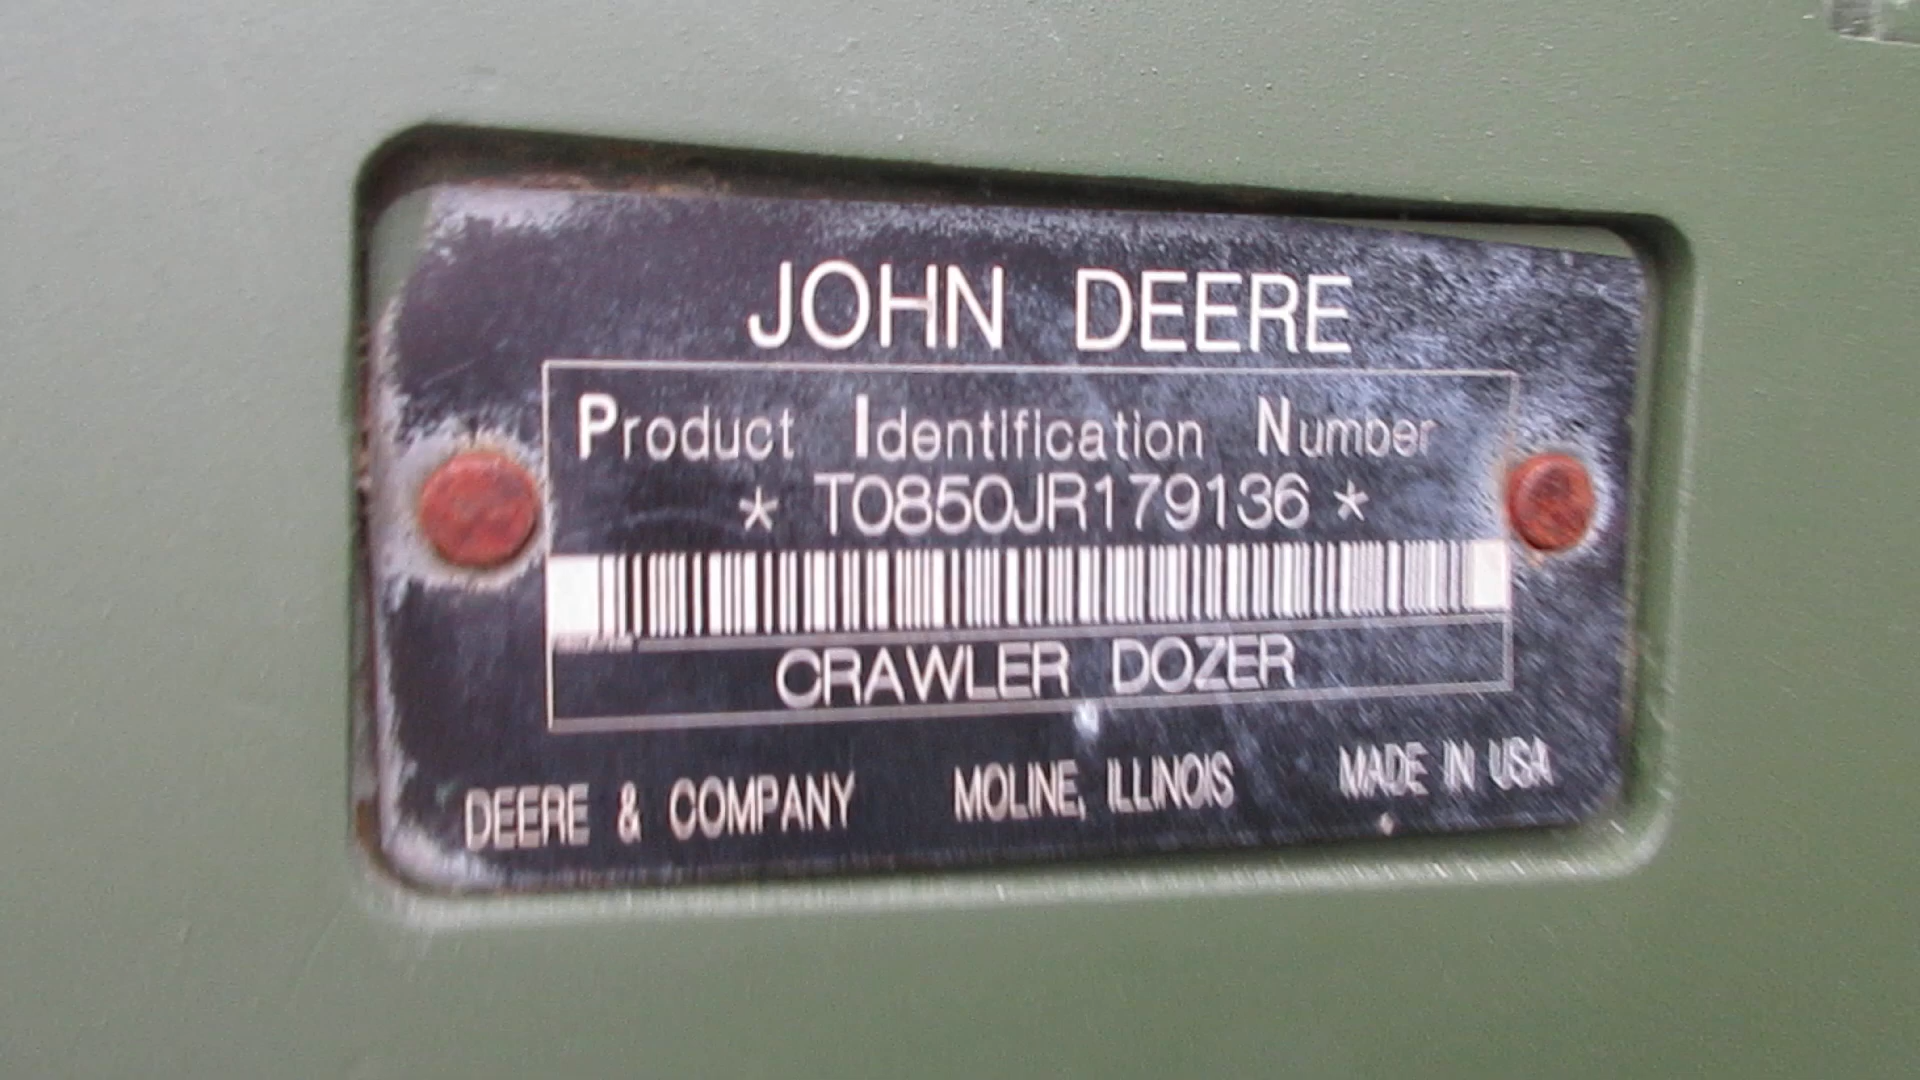 JOHN DEERE
Product Identification Number
* T0850JR179136 *
CRAWLER DOZER
DEERE & COMPANY MOLINE, ILLINOIS MADE IN USA